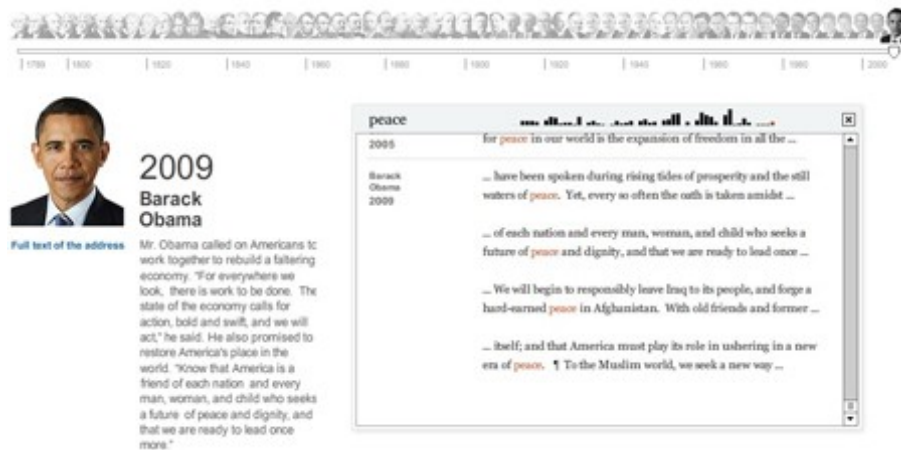 1789 1800 1820 1840 1860 1880 1900 1920 1940 1960 1980 2000
2009
Barack
Obama
Full text of the address
Mr. Obama called on Americans to
work together to rebuild a faltering
economy. "For everywhere we
look, there is work to be done. The
state of the economy calls for
action, bold and swift, and we will
act," he said. He also promised to
restore America's place in the
world. "Know that America is a
friend of each nation and every
man, woman, and child who seeks
a future of peace and dignity, and
that we are ready to lead once
more."
peace
2005
for peace in our world is the expansion of freedom in all the ...
Barack
Obama
2009
... have been spoken during rising tides of prosperity and the still
waters of peace. Yet, every so often the oath is taken amidst ...
... of each nation and every man, woman, and child who seeks a
future of peace and dignity, and that we are ready to lead once ...
... We will begin to responsibly leave Iraq to its people, and forge a
hard-earned peace in Afghanistan. With old friends and former ...
... itself; and that America must play its role in ushering in a new
era of peace. ¶ To the Muslim world, we seek a new way ...